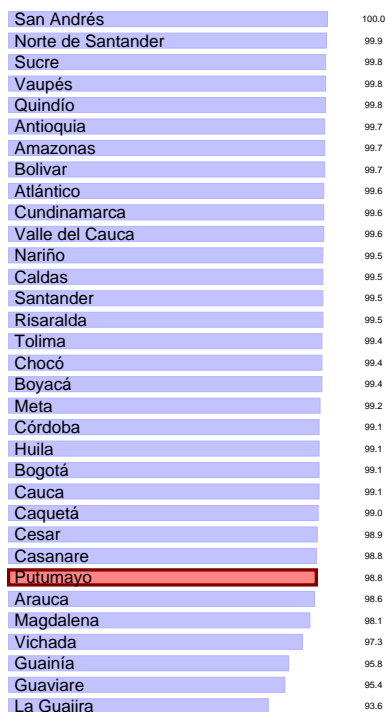 San Andrés 100.0
Norte de Santander 99.9
Sucre 99.8
Vaupés 99.8
Quindío 99.8
Antioquia 99.7
Amazonas 99.7
Bolivar 99.7
Atlántico 99.6
Cundinamarca 99.6
Valle del Cauca 99.6
Nariño 99.5
Caldas 99.5
Santander 99.5
Risaralda 99.5
Tolima 99.4
Chocó 99.4
Boyacá 99.4
Meta 99.2
Córdoba 99.1
Huila 99.1
Bogotá 99.1
Cauca 99.1
Caquetá 99.0
Cesar 98.9
Casanare 98.8
Putumayo 98.8
Arauca 98.6
Magdalena 98.1
Vichada 97.3
Guainía 95.8
Guaviare 95.4
La Guajira 93.6